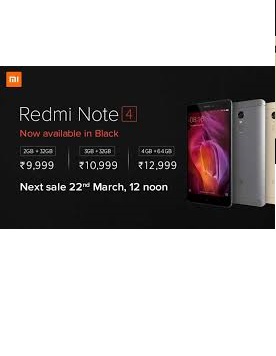 mi
Redmi Note 4
Now available in Black
2GB + 32GB 3GB + 32GB 4GB + 64GB
₹9,999 ₹10,999 ₹12,999
Next sale 22nd March, 12 noon